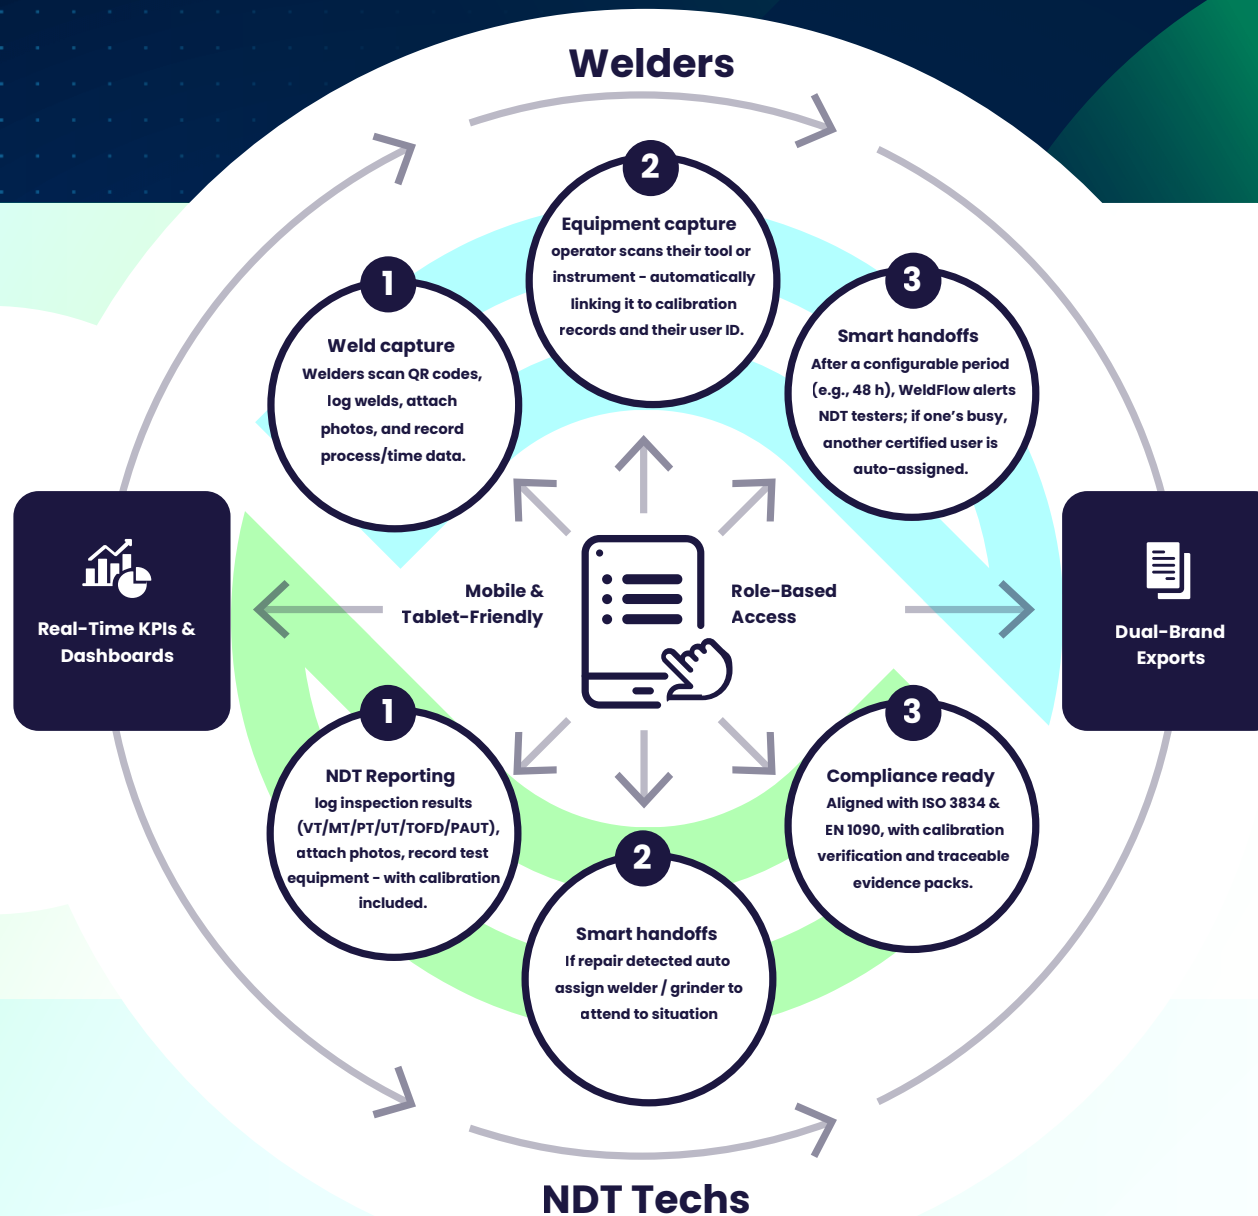 Welders
1
Weld capture
Welders scan QR codes,
log welds, attach
photos, and record
process/time data.
2
Equipment capture
operator scans their tool or
instrument - automatically
linking it to calibration
records and their user ID.
3
Smart handoffs
After a configurable period
(e.g., 48 h), WeldFlow alerts
NDT testers; if one’s busy,
another certified user is
auto-assigned.
Real-Time KPIs &
Dashboards
Mobile &
Tablet-Friendly
Role-Based
Access
Dual-Brand
Exports
1
NDT Reporting
log inspection results
(VT/MT/PT/UT/TOFD/PAUT),
attach photos, record test
equipment - with calibration
included.
2
Smart handoffs
If repair detected auto
assign welder / grinder to
attend to situation
3
Compliance ready
Aligned with ISO 3834 &
EN 1090, with calibration
verification and traceable
evidence packs.
NDT Techs